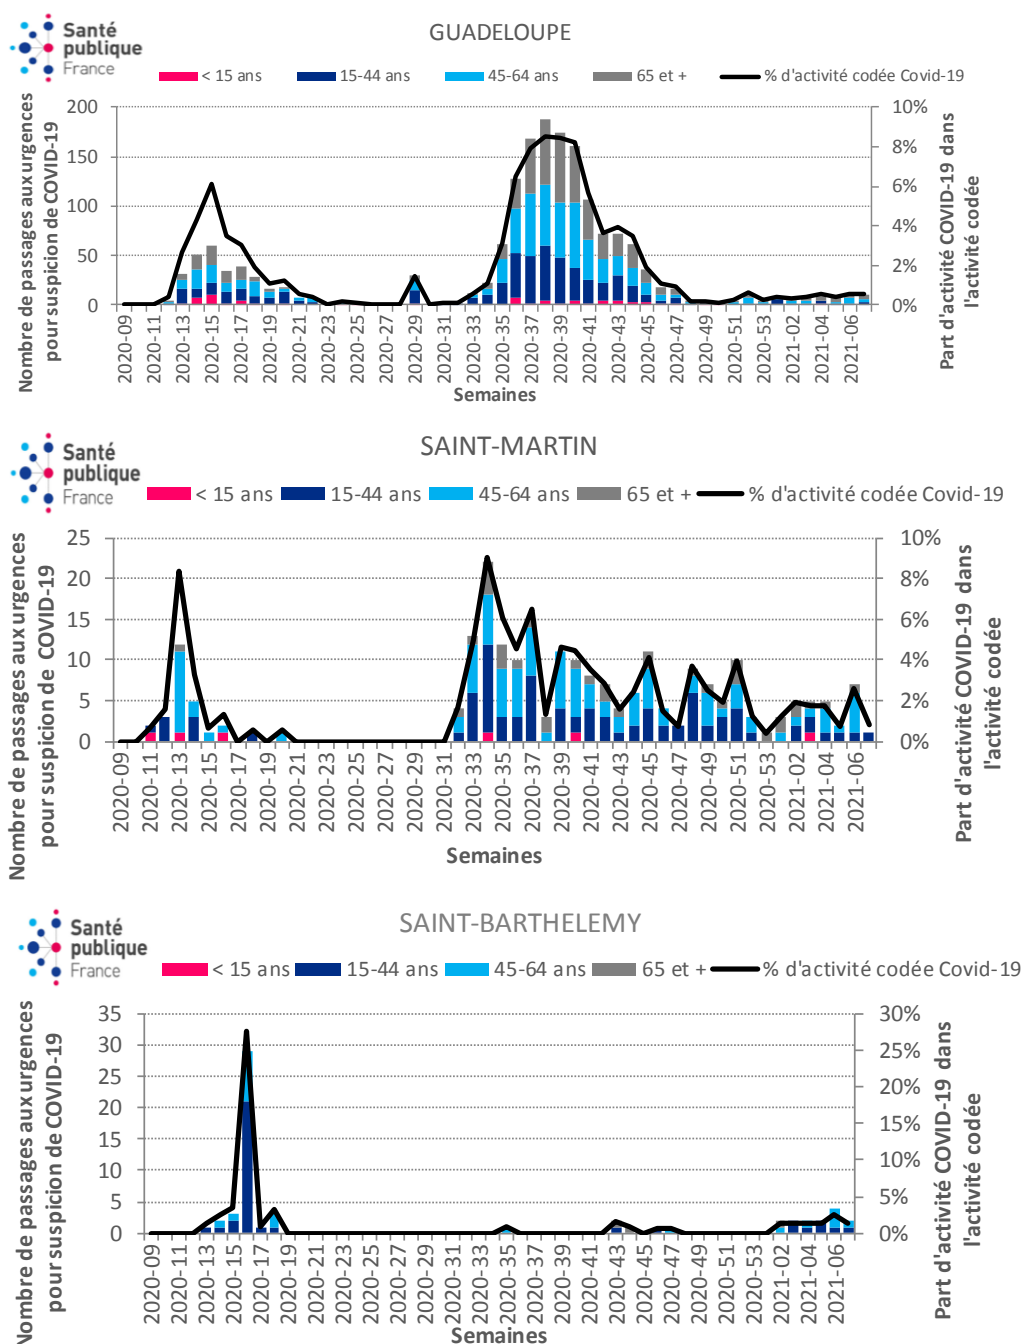 Santé
publique
France
GUADELOUPE
< 15 ans 15-44 ans 45-64 ans 65 et + % d'activité codée Covid-19
Nombre de passages aux urgences
pour suspicion de COVID-19
200
150
100
50
0
10%
8%
6%
4%
2%
0%
Part d'activité COVID-19 dans
l'activité codée
2020-09 2020-11 2020-13 2020-15 2020-17 2020-19 2020-21 2020-23 2020-25 2020-27 2020-29 2020-31 2020-33 2020-35 2020-37 2020-39 2020-41 2020-43 2020-45 2020-47 2020-49 2020-51 2020-53 2021-02 2021-04 2021-06
Semaines
Santé
publique
France
SAINT-MARTIN
< 15 ans 15-44 ans 45-64 ans 65 et + % d'activité codée Covid-19
Nombre de passages aux urgences
pour suspicion de COVID-19
25
20
15
10
5
0
10%
8%
6%
4%
2%
0%
Part d'activité COVID-19 dans
l'activité codée
2020-09 2020-11 2020-13 2020-15 2020-17 2020-19 2020-21 2020-23 2020-25 2020-27 2020-29 2020-31 2020-33 2020-35 2020-37 2020-39 2020-41 2020-43 2020-45 2020-47 2020-49 2020-51 2020-53 2021-02 2021-04 2021-06
Semaines
Santé
publique
France
SAINT-BARTHELEMY
< 15 ans 15-44 ans 45-64 ans 65 et + % d'activité codée Covid-19
Nombre de passages aux urgences
pour suspicion de COVID-19
35
30
25
20
15
10
5
0
30%
25%
20%
15%
10%
5%
0%
Part d'activité COVID-19 dans
l'activité codée
2020-09 2020-11 2020-13 2020-15 2020-17 2020-19 2020-21 2020-23 2020-25 2020-27 2020-29 2020-31 2020-33 2020-35 2020-37 2020-39 2020-41 2020-43 2020-45 2020-47 2020-49 2020-51 2020-53 2021-02 2021-04 2021-06
Semaines